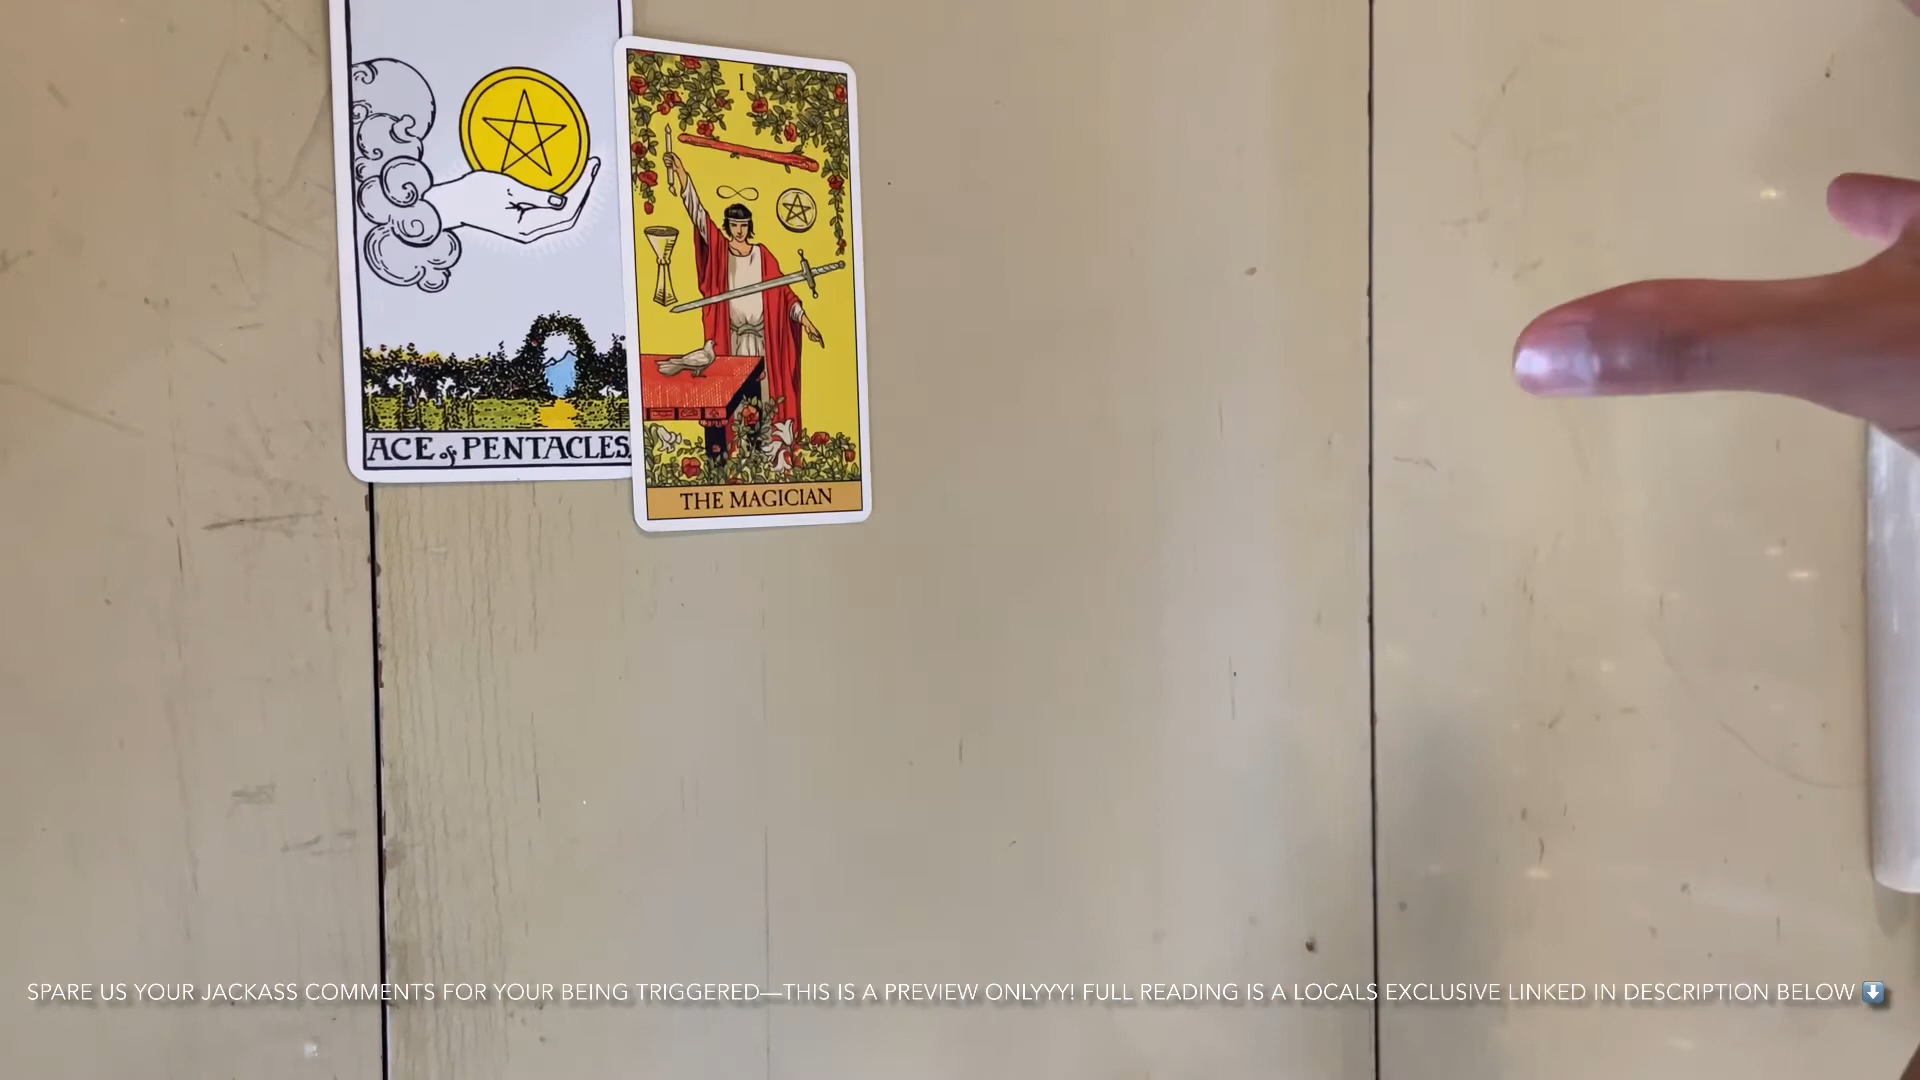 I
ACE of PENTACLES
THE MAGICIAN
SPARE US YOUR JACKASS COMMENTS FOR YOUR BEING TRIGGERED—THIS IS A PREVIEW ONLYYY! FULL READING IS A LOCALS EXCLUSIVE LINKED IN DESCRIPTION BELOW ⬇️